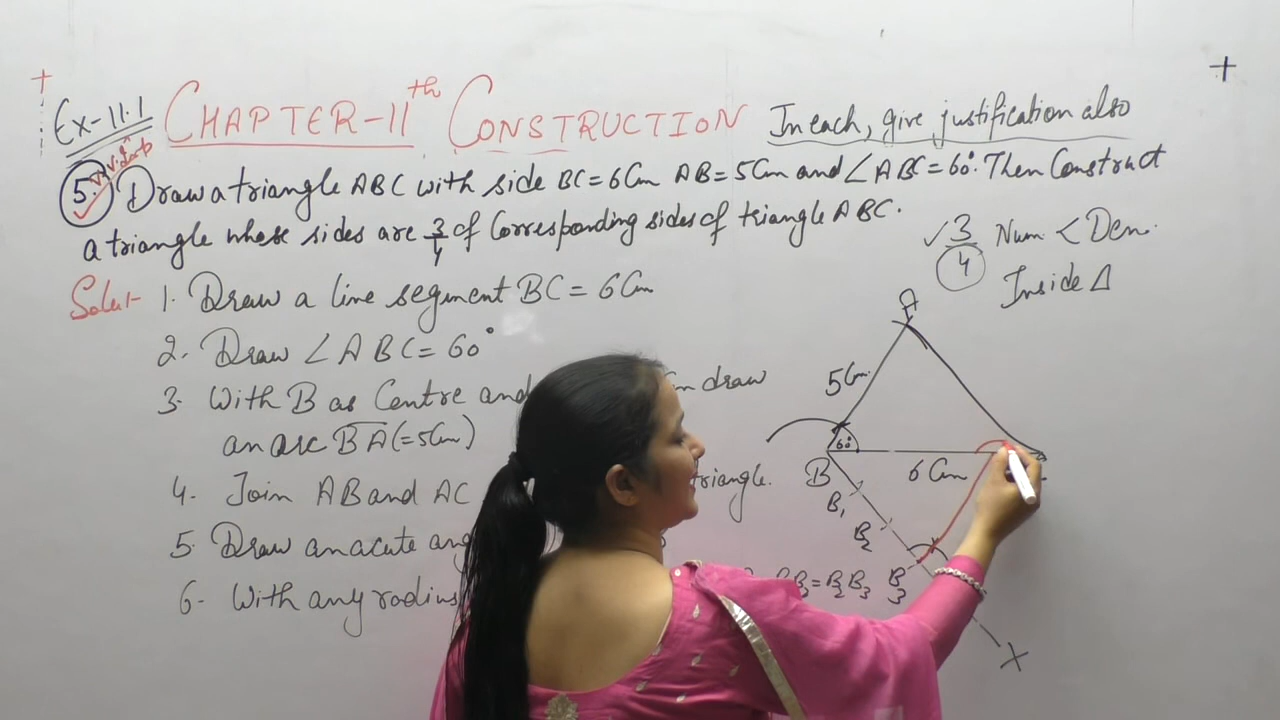 Ex-11.1 CHAPTER-11th CONSTRUCTION In each, give justification also
5. Draw a triangle ABC with side BC = 6Cm AB = 5Cm and ∠ABC = 60°. Then Construct
a triangle whose sides are 3/4 of Corresponding sides of triangle ABC.
✓ 3/4 Num < Den.
Inside Δ
Solu:- 1. Draw a line segment BC = 6Cm
2. Draw ∠ABC = 60°
3. With B as Centre and draw
an arc BA (= 5Cm)
4. Join AB and AC triangle.
5. Draw an acute
6. With any radius
A
5Cm
60°
B 6Cm
B1
B2
= B2 B3 B3
X